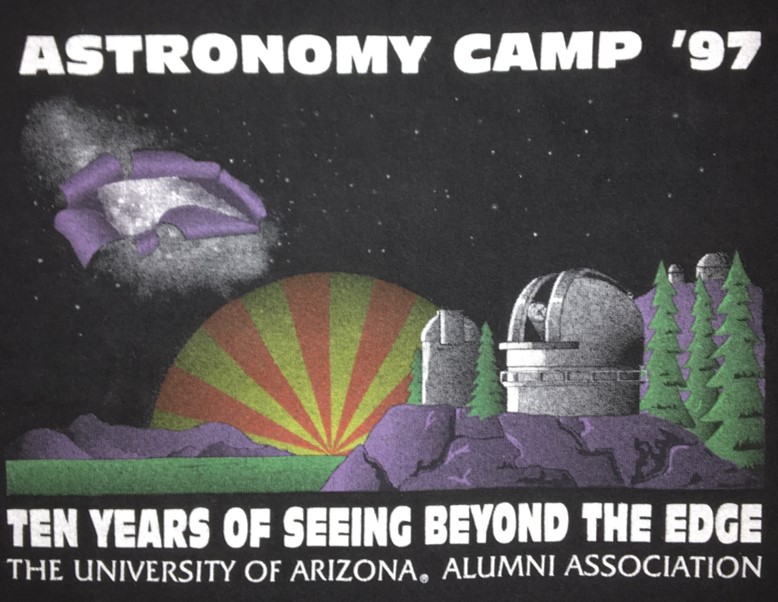 ASTRONOMY CAMP '97
TEN YEARS OF SEEING BEYOND THE EDGE
THE UNIVERSITY OF ARIZONA® ALUMNI ASSOCIATION